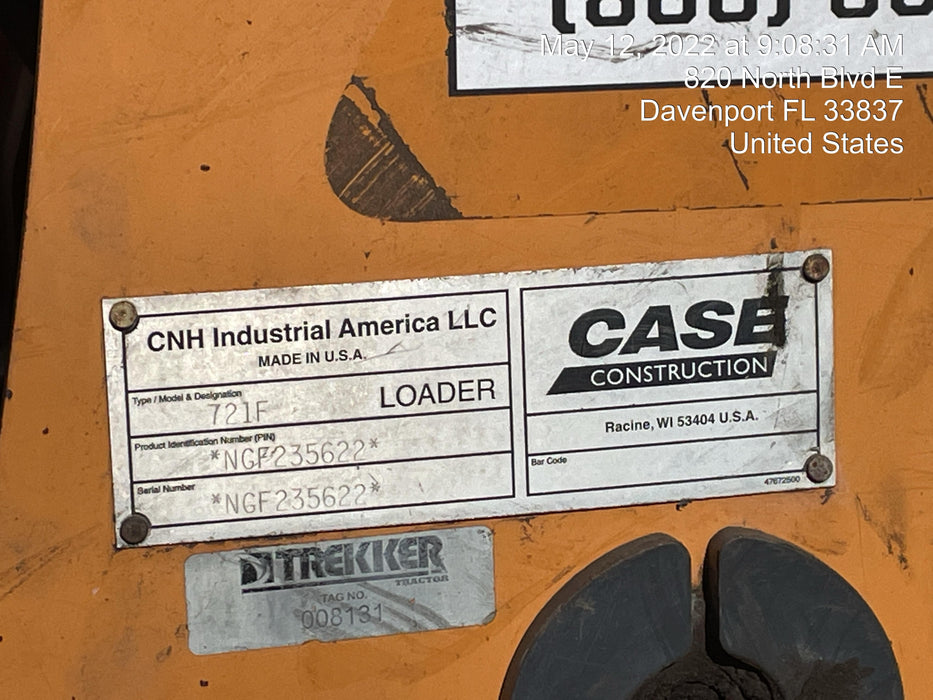 May 12, 2022 at 9:08:31 AM
820 North Blvd E
Davenport FL 33837
United States
CNH Industrial America LLC
MADE IN U.S.A.
Type / Model & Designation
721F
LOADER
Product Identification Number (PIN)
*NGF235622*
Serial Number
*NGF235622*
CASE
CONSTRUCTION
Racine, WI 53404 U.S.A.
Bar Code
47672500
TREKKER
TRACTOR
TAG NO.
008131